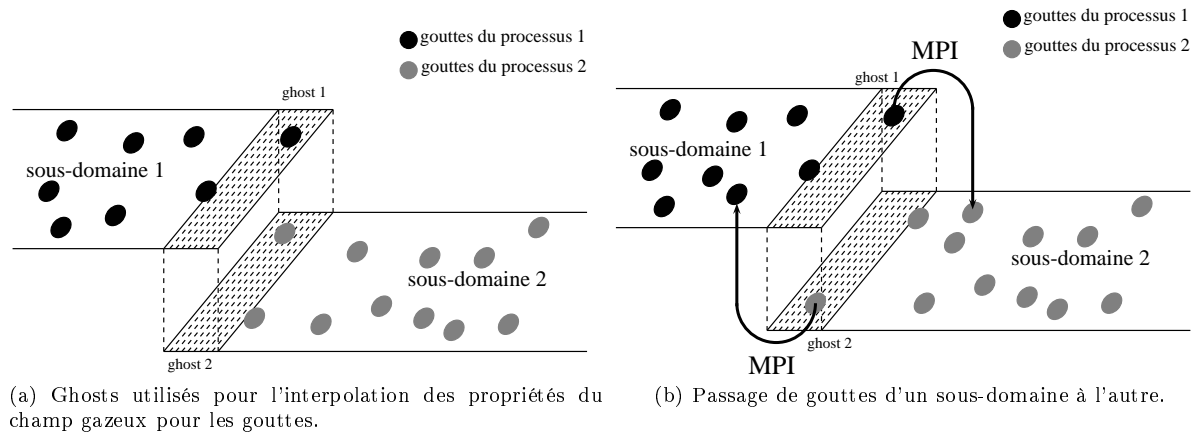 gouttes du processus 1
gouttes du processus 2
ghost 1
sous-domaine 1
sous-domaine 2
ghost 2
(a) Ghosts utilisés pour l'interpolation des propriétés du
champ gazeux pour les gouttes.
gouttes du processus 1
gouttes du processus 2
MPI
ghost 1
sous-domaine 1
sous-domaine 2
ghost 2
MPI
(b) Passage de gouttes d'un sous-domaine à l'autre.